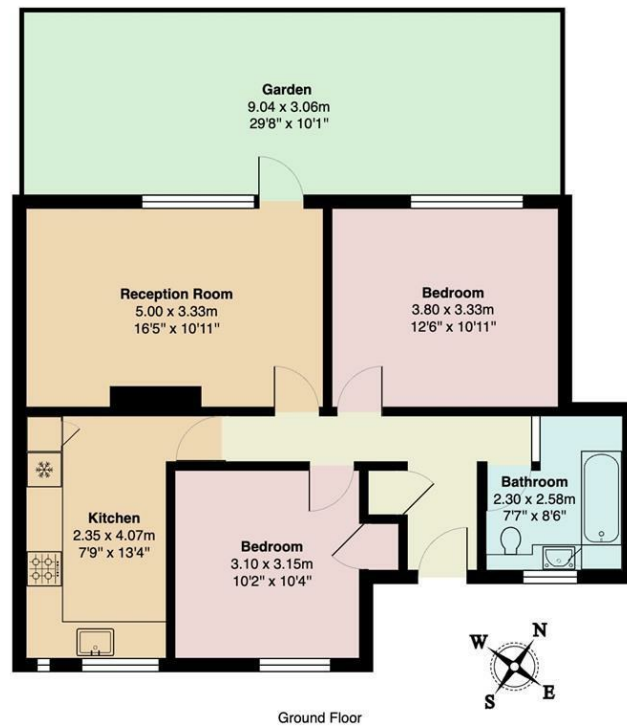 Garden
9.04 x 3.06m
29'8" x 10'1"
Reception Room
5.00 x 3.33m
16'5" x 10'11"
Bedroom
3.80 x 3.33m
12'6" x 10'11"
Kitchen
2.35 x 4.07m
7'9" x 13'4"
Bedroom
3.10 x 3.15m
10'2" x 10'4"
Bathroom
2.30 x 2.58m
7'7" x 8'6"
W N
S E
Ground Floor